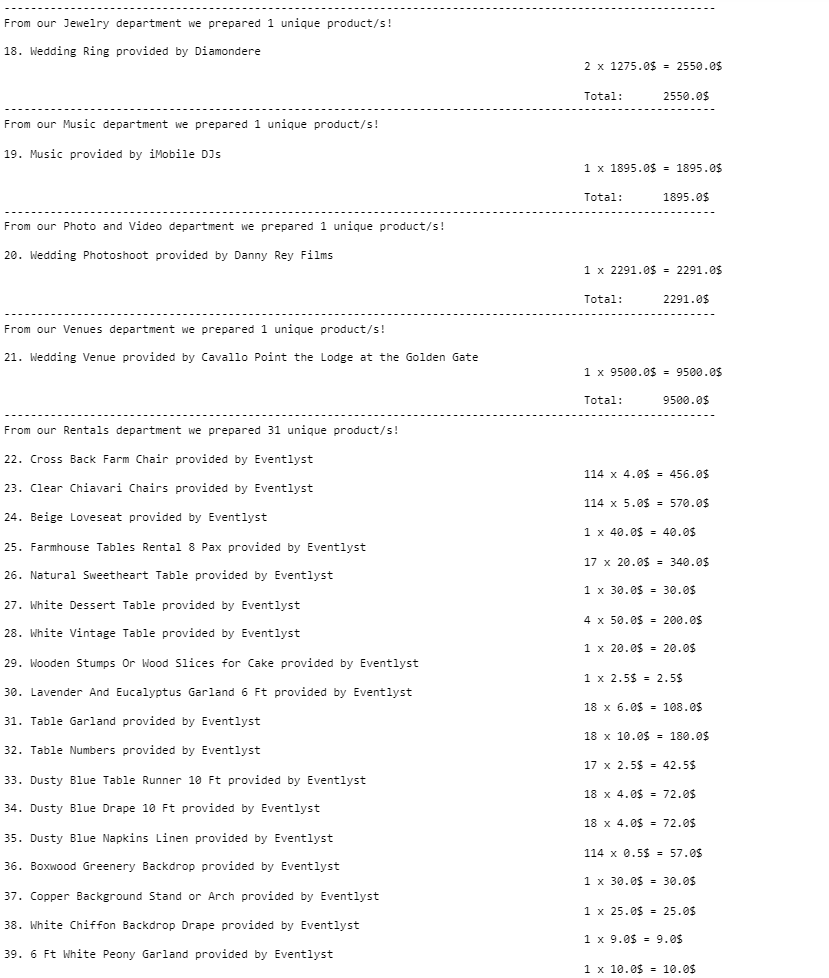 From our Jewelry department we prepared 1 unique product/s!
18. Wedding Ring provided by Diamondere
2 x 1275.0$ = 2550.0$
Total: 2550.0$
From our Music department we prepared 1 unique product/s!
19. Music provided by iMobile DJs
1 x 1895.0$ = 1895.0$
Total: 1895.0$
From our Photo and Video department we prepared 1 unique product/s!
20. Wedding Photoshoot provided by Danny Rey Films
1 x 2291.0$ = 2291.0$
Total: 2291.0$
From our Venues department we prepared 1 unique product/s!
21. Wedding Venue provided by Cavallo Point the Lodge at the Golden Gate
1 x 9500.0$ = 9500.0$
Total: 9500.0$
From our Rentals department we prepared 31 unique product/s!
22. Cross Back Farm Chair provided by Eventlyst
114 x 4.0$ = 456.0$
23. Clear Chiavari Chairs provided by Eventlyst
114 x 5.0$ = 570.0$
24. Beige Loveseat provided by Eventlyst
1 x 40.0$ = 40.0$
25. Farmhouse Tables Rental 8 Pax provided by Eventlyst
17 x 20.0$ = 340.0$
26. Natural Sweetheart Table provided by Eventlyst
1 x 30.0$ = 30.0$
27. White Dessert Table provided by Eventlyst
4 x 50.0$ = 200.0$
28. White Vintage Table provided by Eventlyst
1 x 20.0$ = 20.0$
29. Wooden Stumps Or Wood Slices for Cake provided by Eventlyst
1 x 2.5$ = 2.5$
30. Lavender And Eucalyptus Garland 6 Ft provided by Eventlyst
18 x 6.0$ = 108.0$
31. Table Garland provided by Eventlyst
18 x 10.0$ = 180.0$
32. Table Numbers provided by Eventlyst
17 x 2.5$ = 42.5$
33. Dusty Blue Table Runner 10 Ft provided by Eventlyst
18 x 4.0$ = 72.0$
34. Dusty Blue Drape 10 Ft provided by Eventlyst
18 x 4.0$ = 72.0$
35. Dusty Blue Napkins Linen provided by Eventlyst
114 x 0.5$ = 57.0$
36. Boxwood Greenery Backdrop provided by Eventlyst
1 x 30.0$ = 30.0$
37. Copper Background Stand or Arch provided by Eventlyst
1 x 25.0$ = 25.0$
38. White Chiffon Backdrop Drape provided by Eventlyst
1 x 9.0$ = 9.0$
39. 6 Ft White Peony Garland provided by Eventlyst
1 x 10.0$ = 10.0$